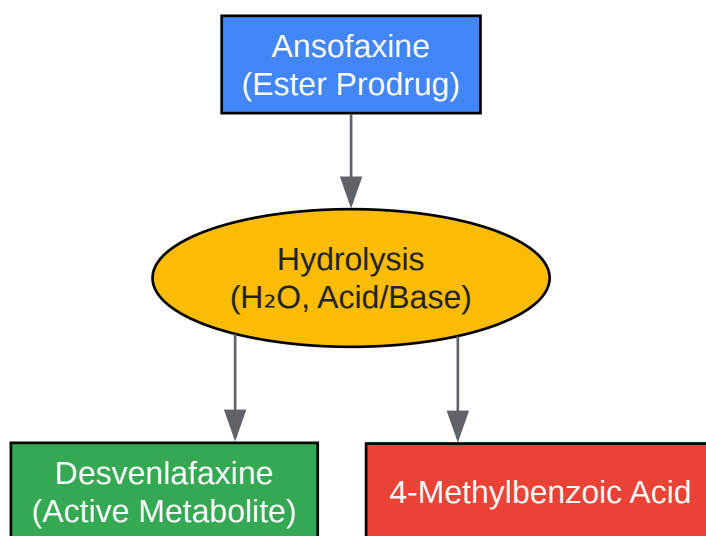 Ansofaxine
(Ester Prodrug)
Hydrolysis
(H₂O, Acid/Base)
Desvenlafaxine
(Active Metabolite)
4-Methylbenzoic Acid